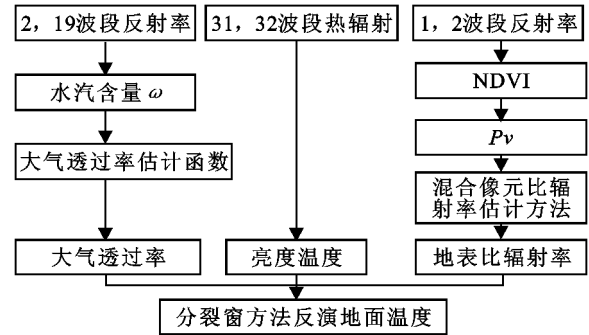 2，19波段反射率
31，32波段热辐射
1，2波段反射率
水汽含量ω
NDVI
大气透过率估计函数
Pv
混合像元比辐
射率估计方法
大气透过率
亮度温度
地表比辐射率
分裂窗方法反演地面温度